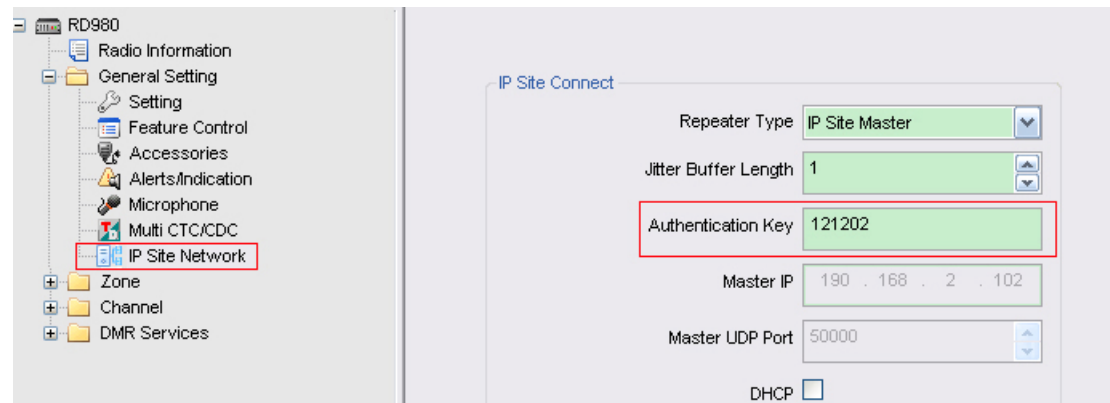 RD980
Radio Information
General Setting
Setting
Feature Control
Accessories
Alerts/Indication
Microphone
Multi CTC/CDC
IP Site Network
Zone
Channel
DMR Services
IP Site Connect
Repeater Type IP Site Master
Jitter Buffer Length 1
Authentication Key 121202
Master IP 190 . 168 . 2 . 102
Master UDP Port 50000
DHCP